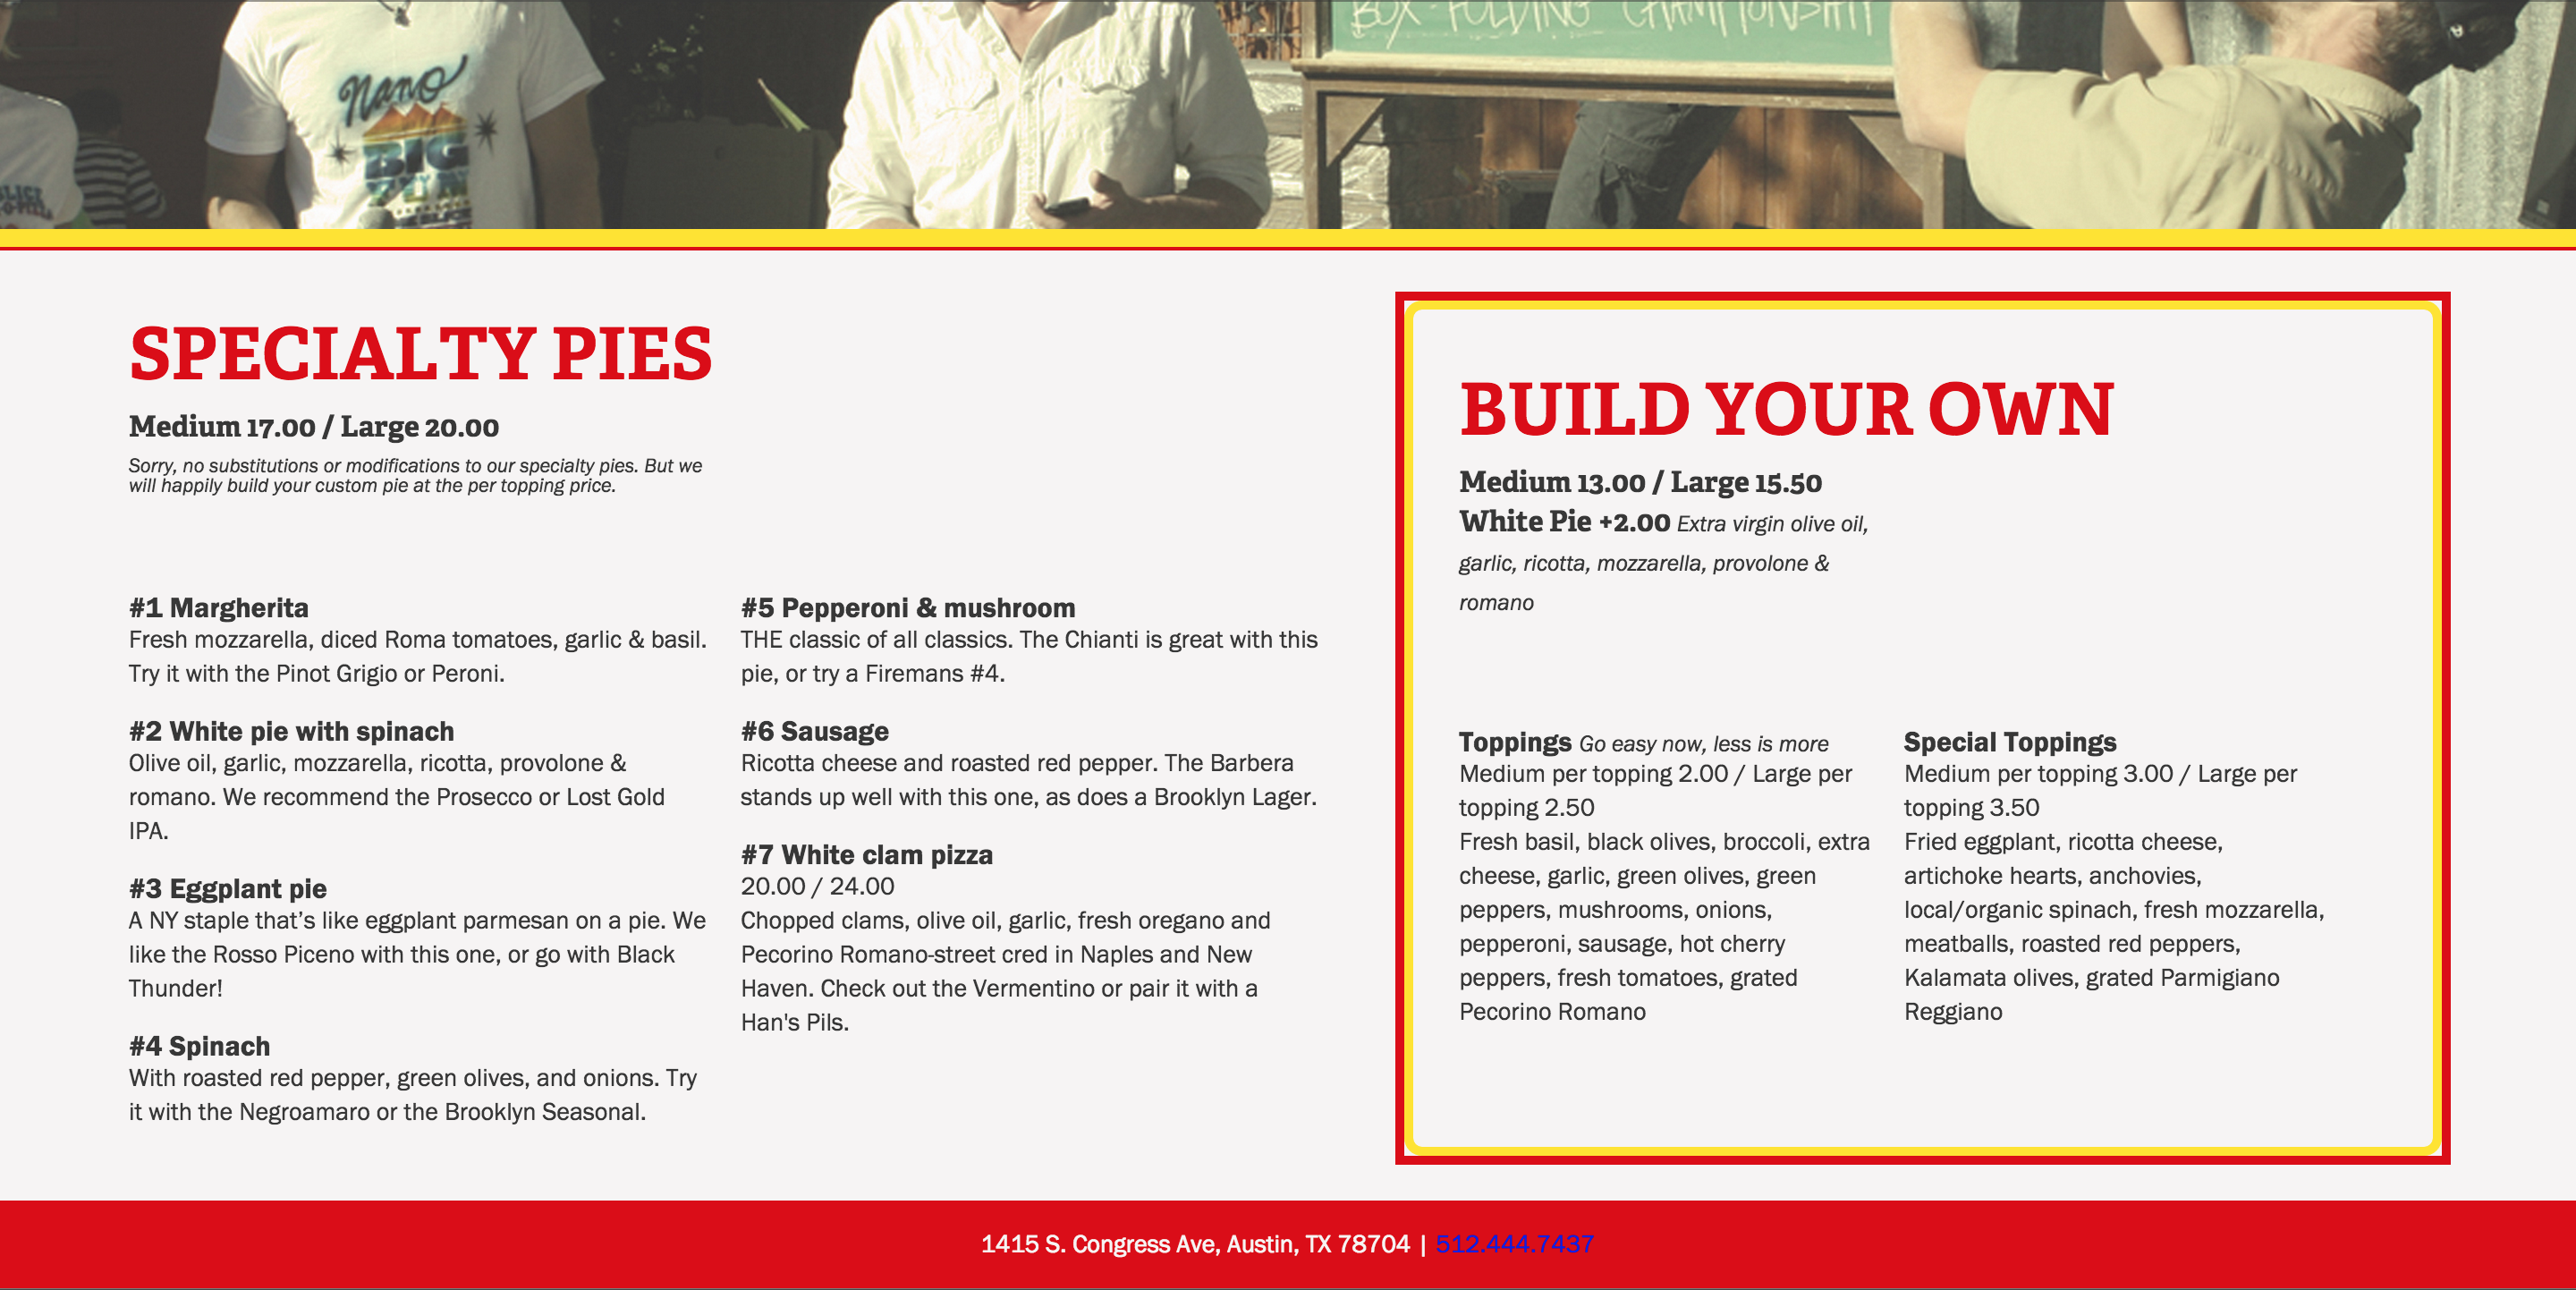 Nano
BIG
BOX-FOLDING CHAMPIONSHIP
SPECIALTY PIES
Medium 17.00 / Large 20.00
Sorry, no substitutions or modifications to our specialty pies. But we
will happily build your custom pie at the per topping price.
#1 Margherita
Fresh mozzarella, diced Roma tomatoes, garlic & basil.
Try it with the Pinot Grigio or Peroni.
#2 White pie with spinach
Olive oil, garlic, mozzarella, ricotta, provolone &
romano. We recommend the Prosecco or Lost Gold
IPA.
#3 Eggplant pie
A NY staple that’s like eggplant parmesan on a pie. We
like the Rosso Piceno with this one, or go with Black
Thunder!
#4 Spinach
With roasted red pepper, green olives, and onions. Try
it with the Negroamaro or the Brooklyn Seasonal.
#5 Pepperoni & mushroom
THE classic of all classics. The Chianti is great with this
pie, or try a Firemans #4.
#6 Sausage
Ricotta cheese and roasted red pepper. The Barbera
stands up well with this one, as does a Brooklyn Lager.
#7 White clam pizza
20.00 / 24.00
Chopped clams, olive oil, garlic, fresh oregano and
Pecorino Romano-street cred in Naples and New
Haven. Check out the Vermentino or pair it with a
Han's Pils.
BUILD YOUR OWN
Medium 13.00 / Large 15.50
White Pie +2.00 Extra virgin olive oil,
garlic, ricotta, mozzarella, provolone &
romano
Toppings Go easy now, less is more
Medium per topping 2.00 / Large per
topping 2.50
Fresh basil, black olives, broccoli, extra
cheese, garlic, green olives, green
peppers, mushrooms, onions,
pepperoni, sausage, hot cherry
peppers, fresh tomatoes, grated
Pecorino Romano
Special Toppings
Medium per topping 3.00 / Large per
topping 3.50
Fried eggplant, ricotta cheese,
artichoke hearts, anchovies,
local/organic spinach, fresh mozzarella,
meatballs, roasted red peppers,
Kalamata olives, grated Parmigiano
Reggiano
1415 S. Congress Ave, Austin, TX 78704 | 512.444.7437